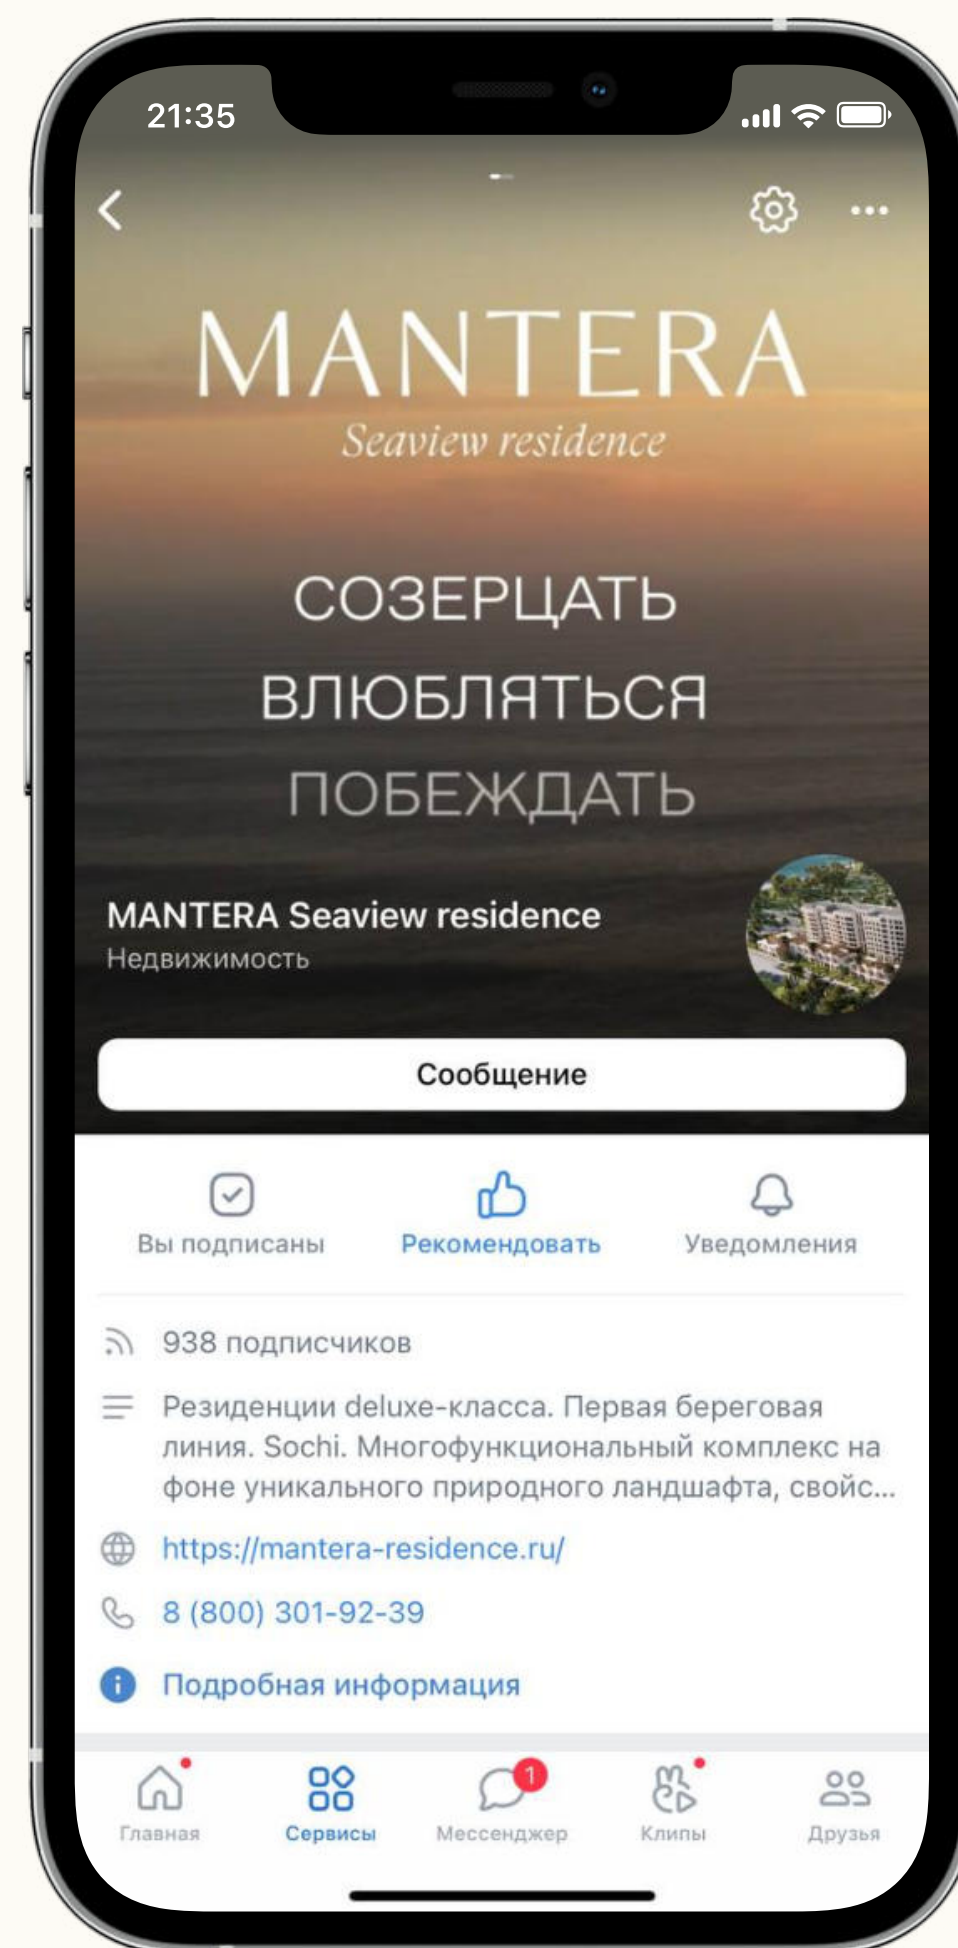 21:35
MANTERA
Seaview residence
СОЗЕРЦАТЬ
ВЛЮБЛЯТЬСЯ
ПОБЕЖДАТЬ
MANTERA Seaview residence
Недвижимость
Сообщение
Вы подписаны
Рекомендовать
Уведомления
938 подписчиков
Резиденции deluxe-класса. Первая береговая
линия. Sochi. Многофункциональный комплекс на
фоне уникального природного ландшафта, свойс...
https://mantera-residence.ru/
8 (800) 301-92-39
Подробная информация
1
Главная
Сервисы
Мессенджер
Клипы
Друзья